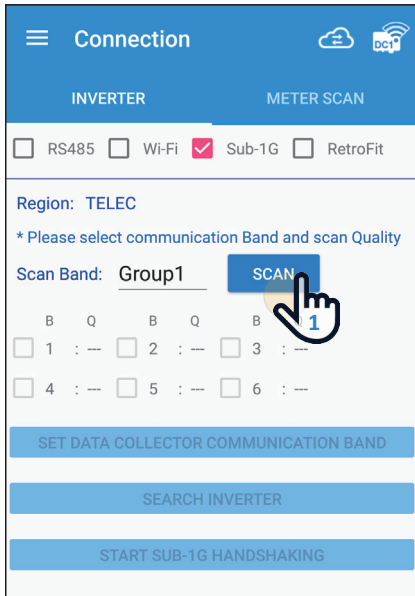 Connection
DC1
INVERTER METER SCAN
RS485 Wi-Fi Sub-1G RetroFit
Region: TELEC
* Please select communication Band and scan Quality
Scan Band: Group1 SCAN
B Q B Q B
1 : --- 2 : --- 3 : ---
1
4 : --- 5 : --- 6 : ---
SET DATA COLLECTOR COMMUNICATION BAND
SEARCH INVERTER
START SUB-1G HANDSHAKING